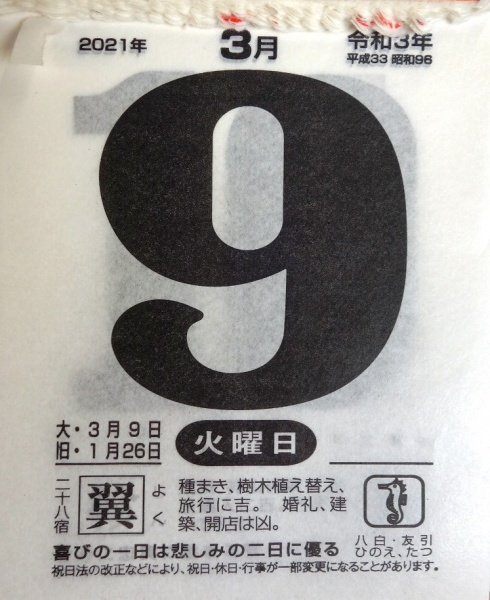 2021年 3月 令和3年
平成33 昭和96
9
大・3月9日
旧・1月26日
火曜日
二十八宿
翼
よく
種まき、樹木植え替え、
旅行に吉。 婚礼、建
築、開店は凶。
八白・友引
ひのえ、たつ
喜びの一日は悲しみの二日に優る
祝日法の改正などにより、祝日・休日・行事が一部変更になることがあります。